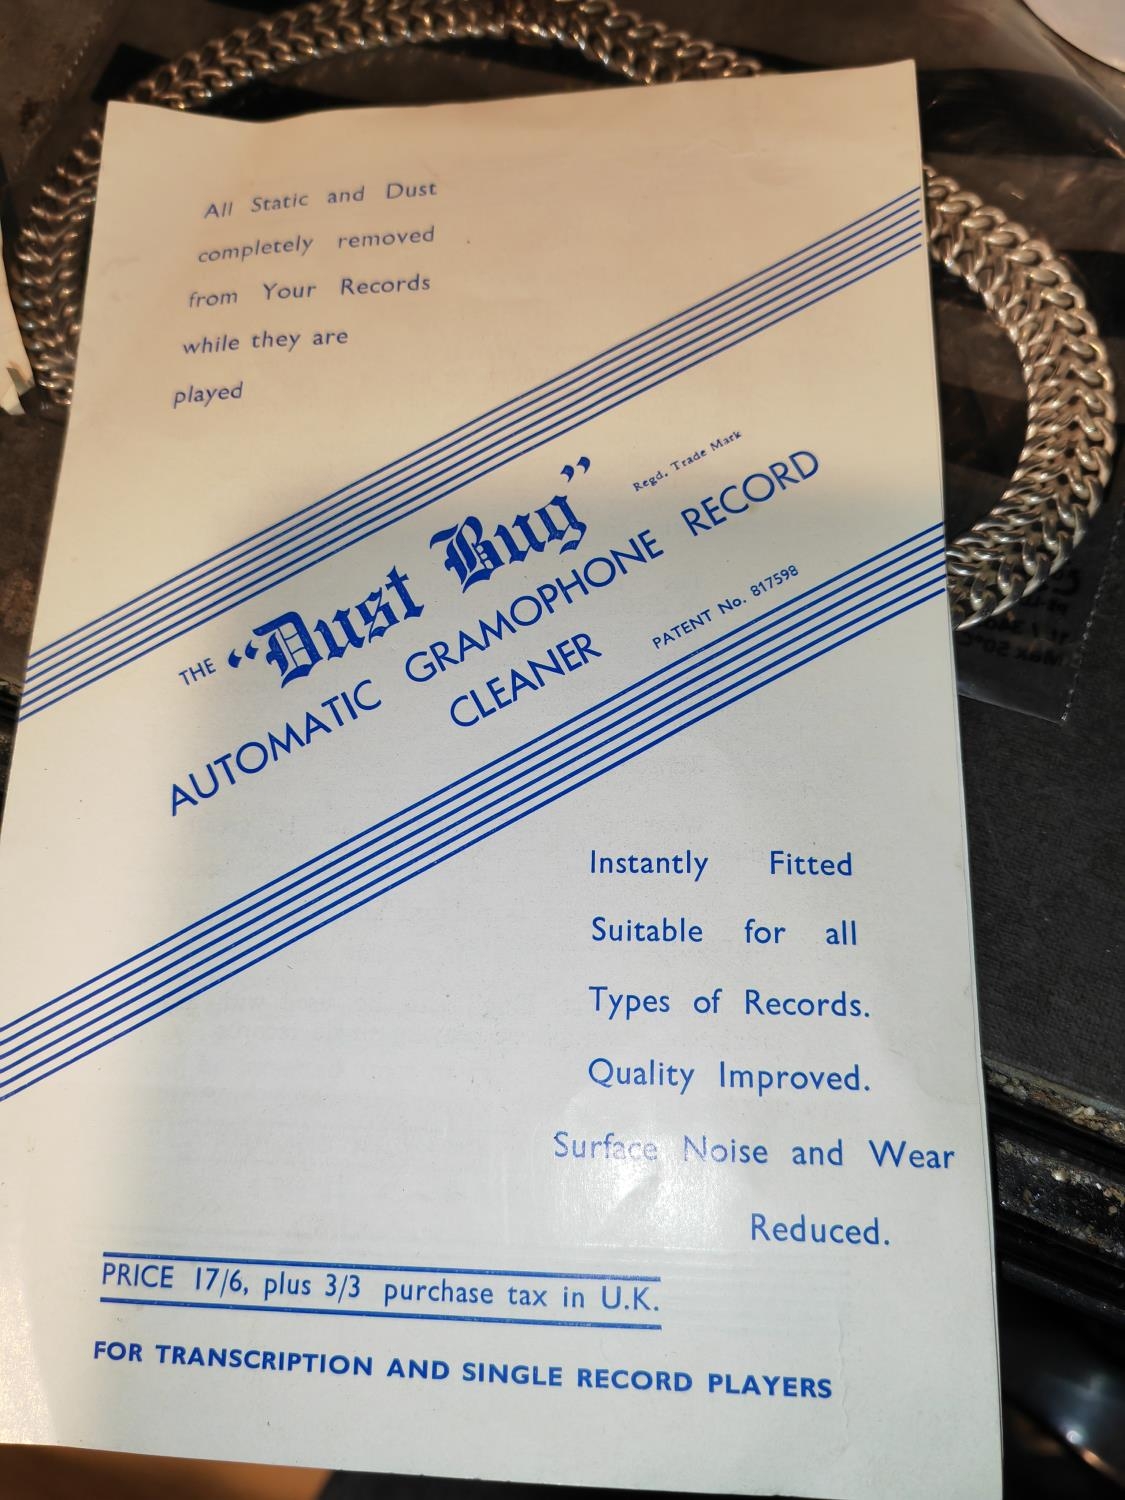 All Static and Dust
completely removed
from Your Records
while they are
played
THE “Dust Bug” Regd. Trade Mark
AUTOMATIC GRAMOPHONE RECORD
CLEANER PATENT No. 817598
Instantly Fitted
Suitable for all
Types of Records.
Quality Improved.
Surface Noise and Wear
Reduced.
PRICE 17/6, plus 3/3 purchase tax in U.K.
FOR TRANSCRIPTION AND SINGLE RECORD PLAYERS